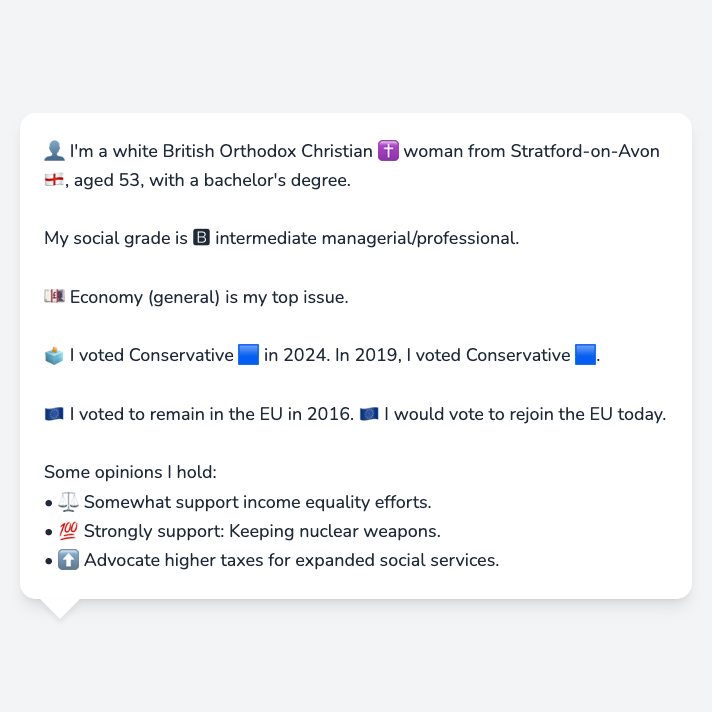 👤 I'm a white British Orthodox Christian ✝️ woman from Stratford-on-Avon
🏴󠁧󠁢󠁥󠁮󠁧󠁿, aged 53, with a bachelor's degree.
My social grade is 🅱 intermediate managerial/professional.
💷 Economy (general) is my top issue.
🗳️ I voted Conservative 🟦 in 2024. In 2019, I voted Conservative 🟦.
🇪🇺 I voted to remain in the EU in 2016. 🇪🇺 I would vote to rejoin the EU today.
Some opinions I hold:
• ⚖️ Somewhat support income equality efforts.
• 💯 Strongly support: Keeping nuclear weapons.
• ⬆️ Advocate higher taxes for expanded social services.